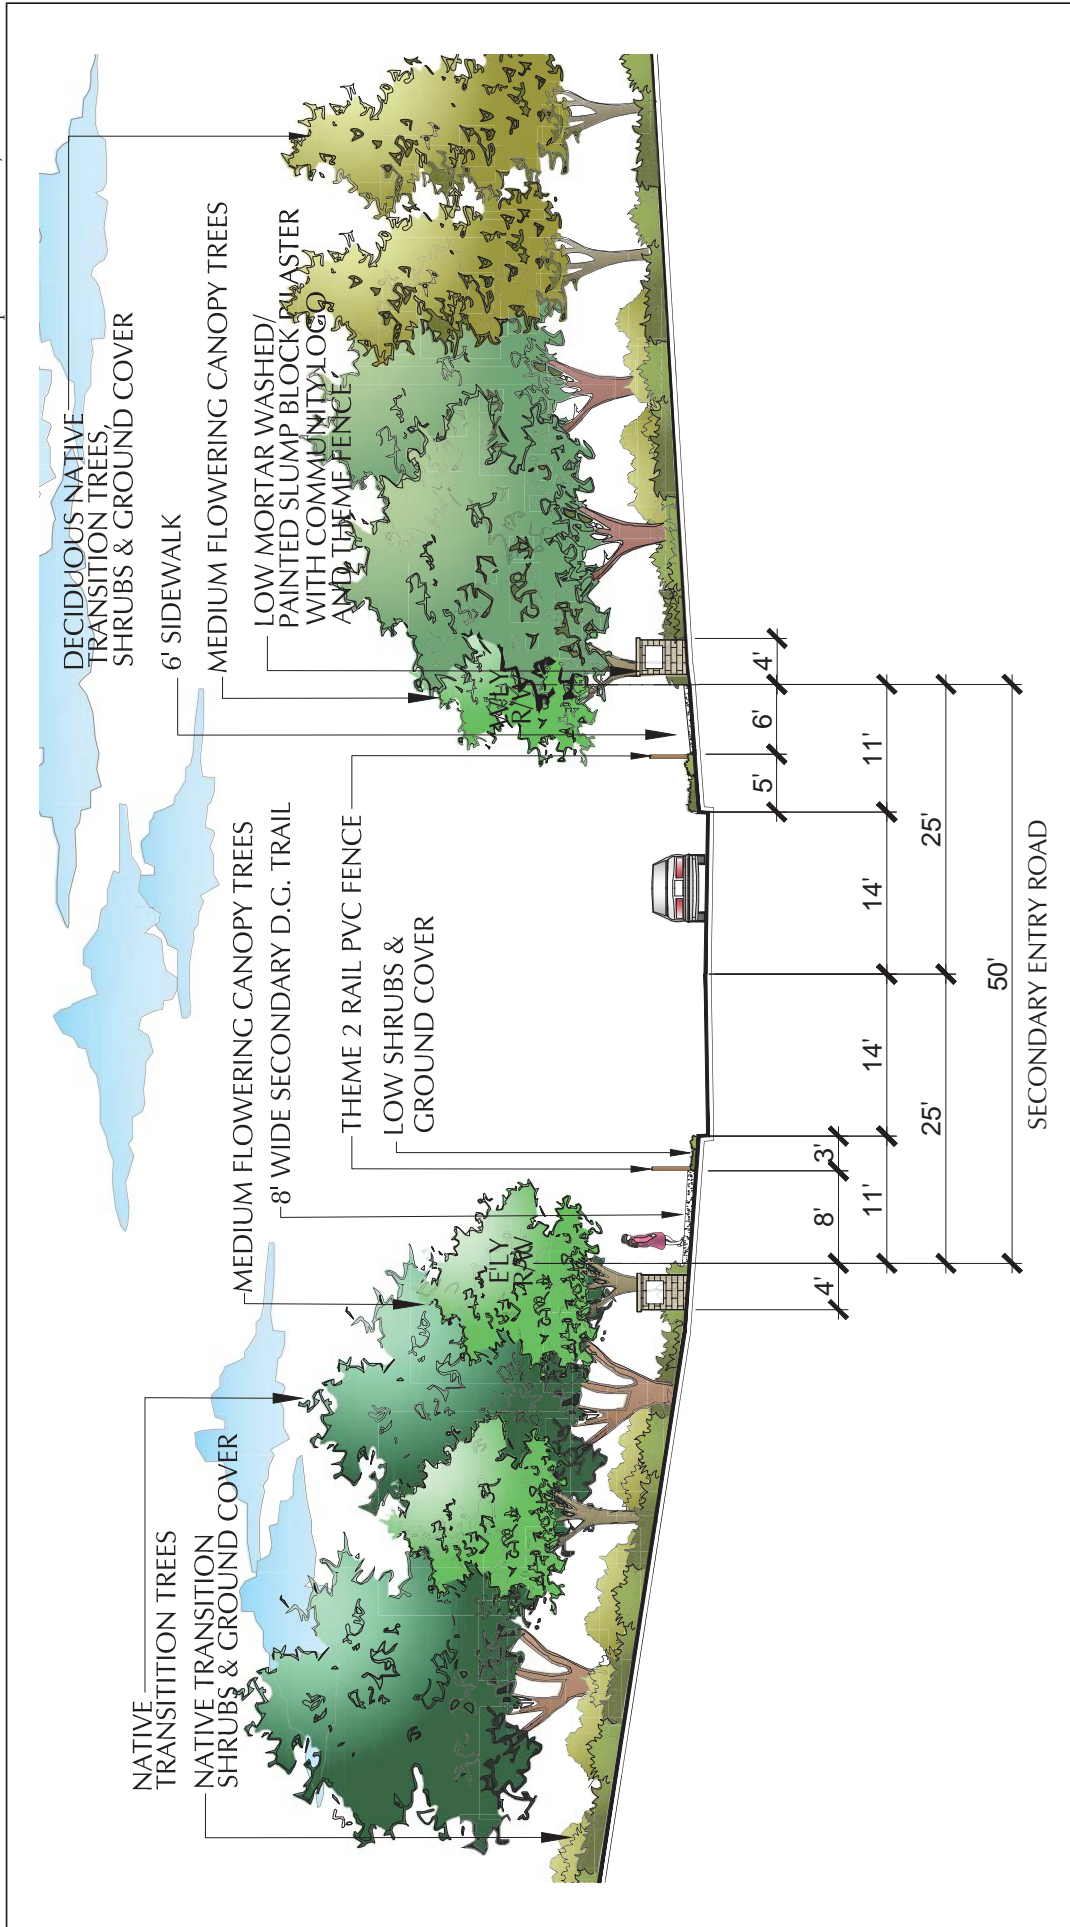 NATIVE
TRANSITION TREES
NATIVE TRANSITION
SHRUBS & GROUND COVER
MEDIUM FLOWERING CANOPY TREES
8' WIDE SECONDARY D.G. TRAIL
THEME 2 RAIL PVC FENCE
LOW SHRUBS &
GROUND COVER
DECIDUOUS NATIVE
TRANSITION TREES,
SHRUBS & GROUND COVER
6' SIDEWALK
MEDIUM FLOWERING CANOPY TREES
LOW MORTAR WASHED/
PAINTED SLUMP BLOCK PILASTER
WITH COMMUNITY LOGO
AND THEME FENCE
E'LY
R/W
W'LY
R/W
4' 8' 3' 5' 6' 4'
11' 14' 14' 11'
25' 25'
50'
SECONDARY ENTRY ROAD